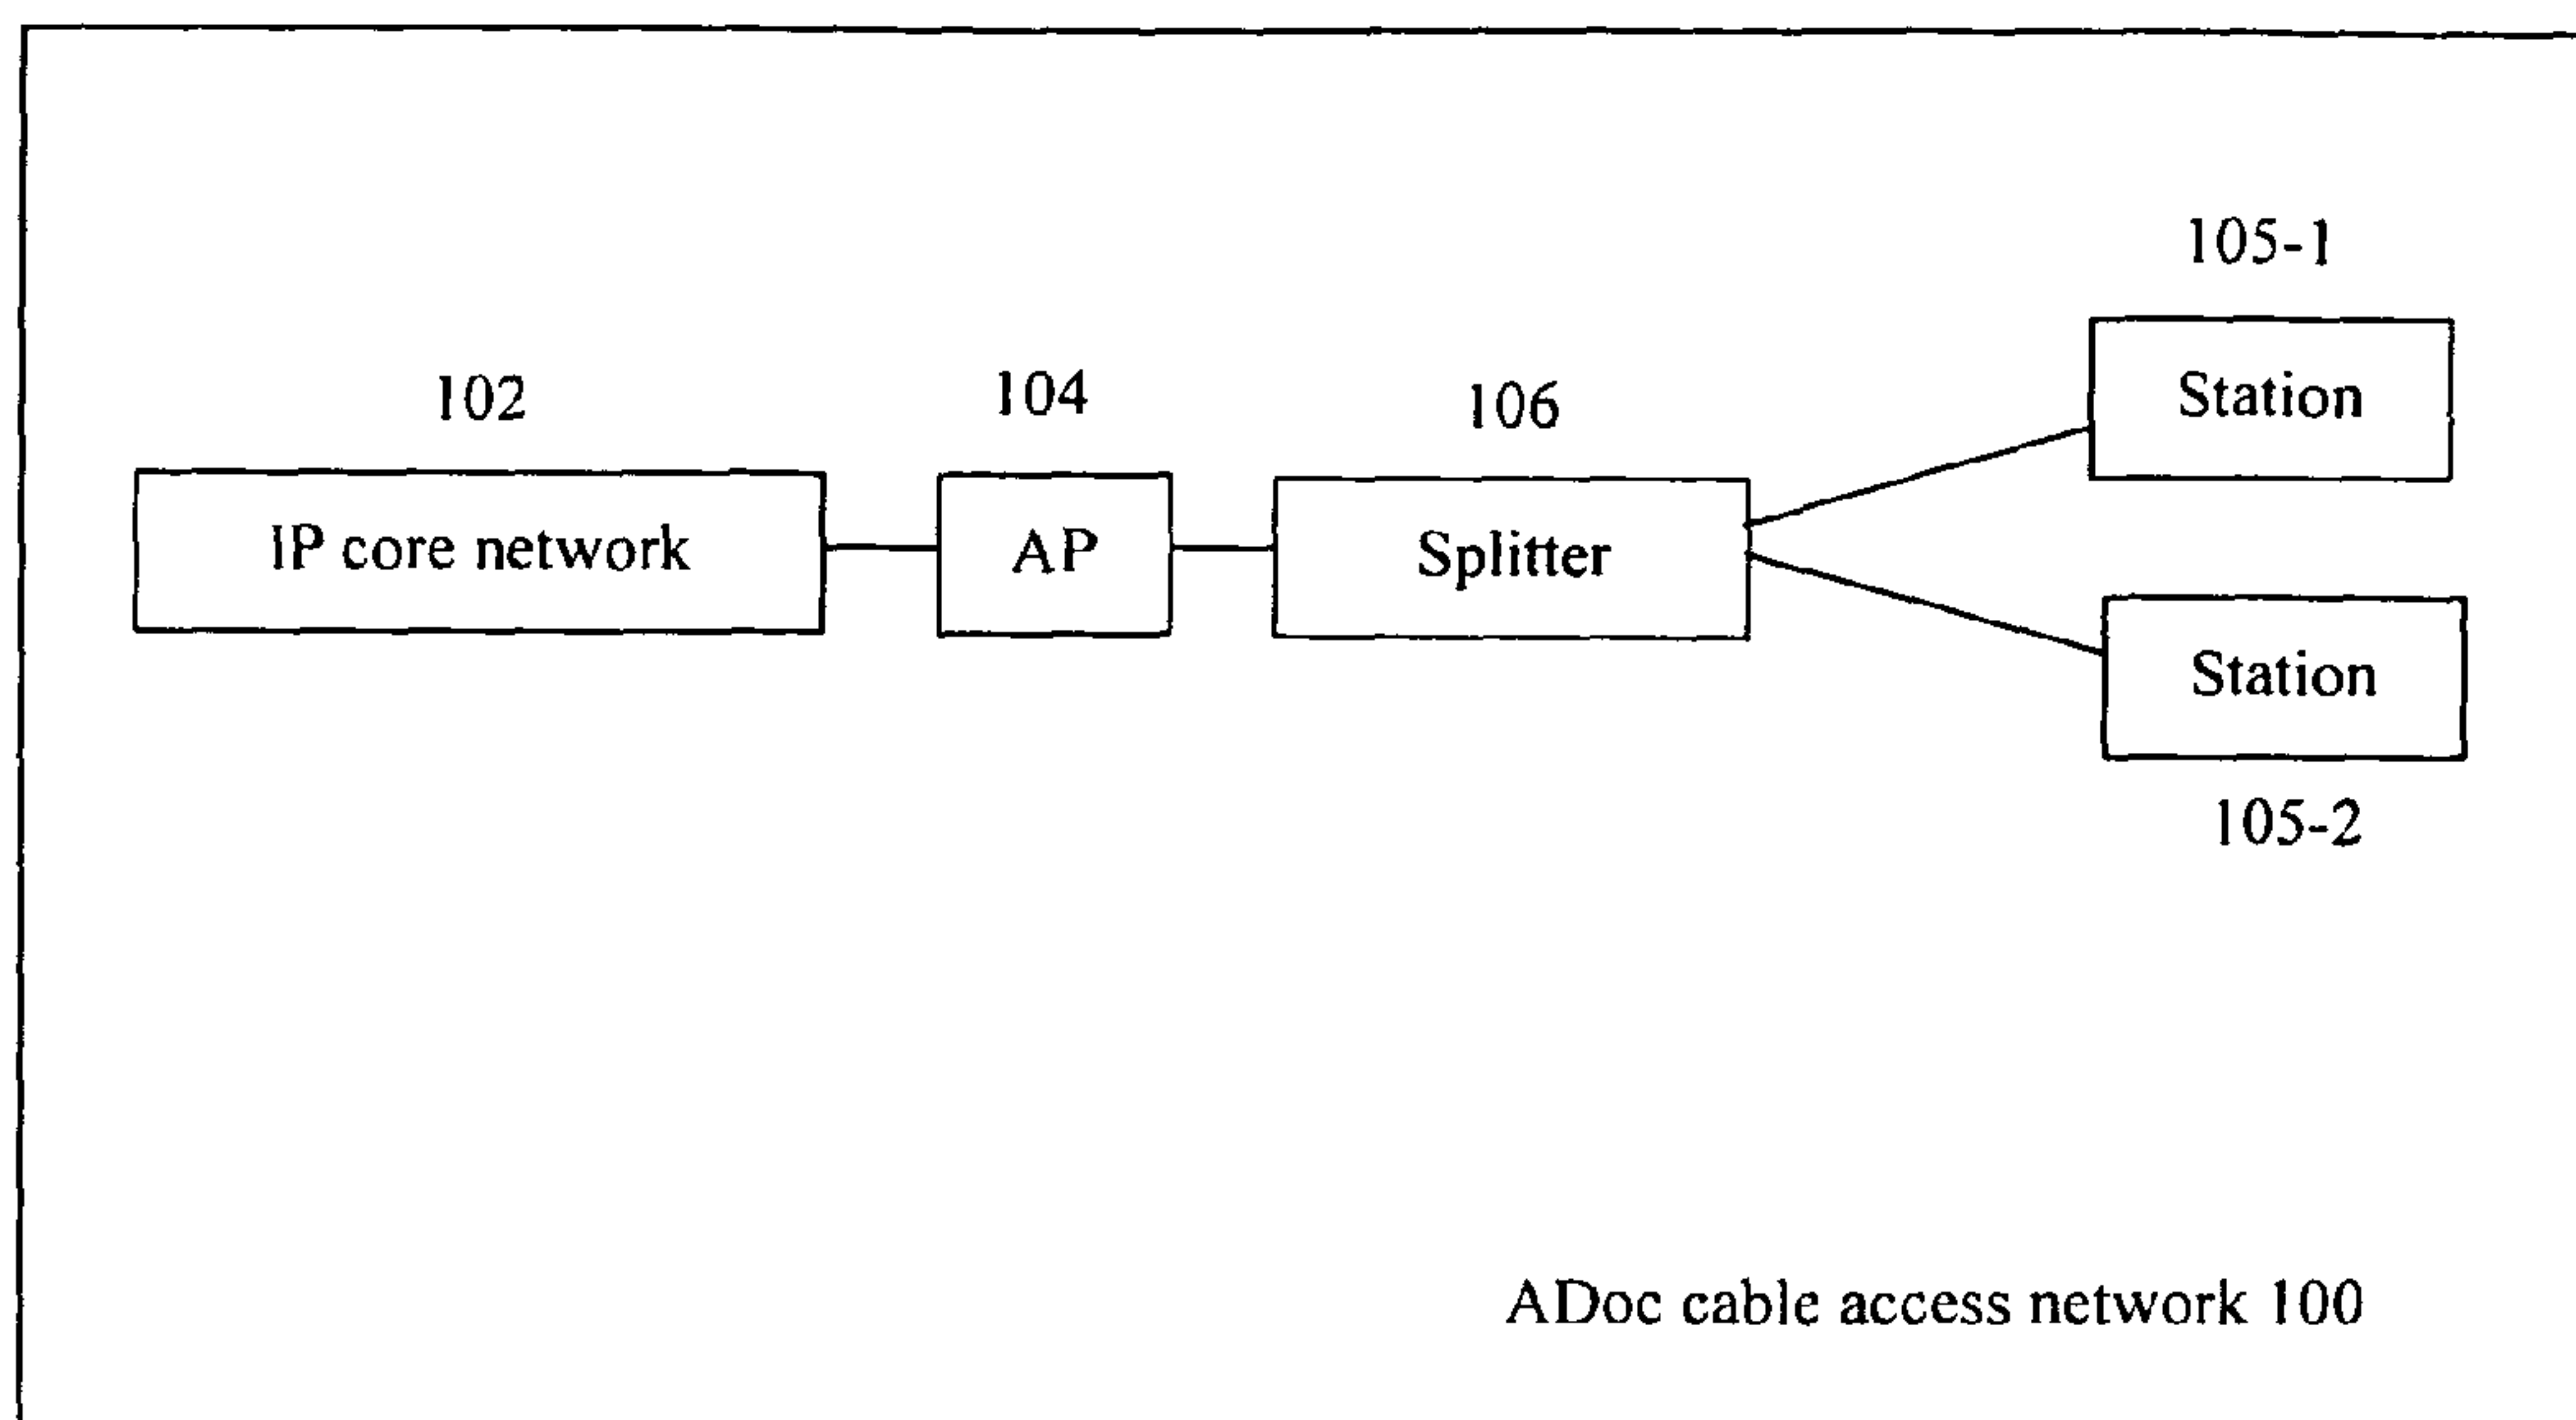 105-1
Station
102
104
106
IP core network
AP
Splitter
Station
105-2
ADoc cable access network 100